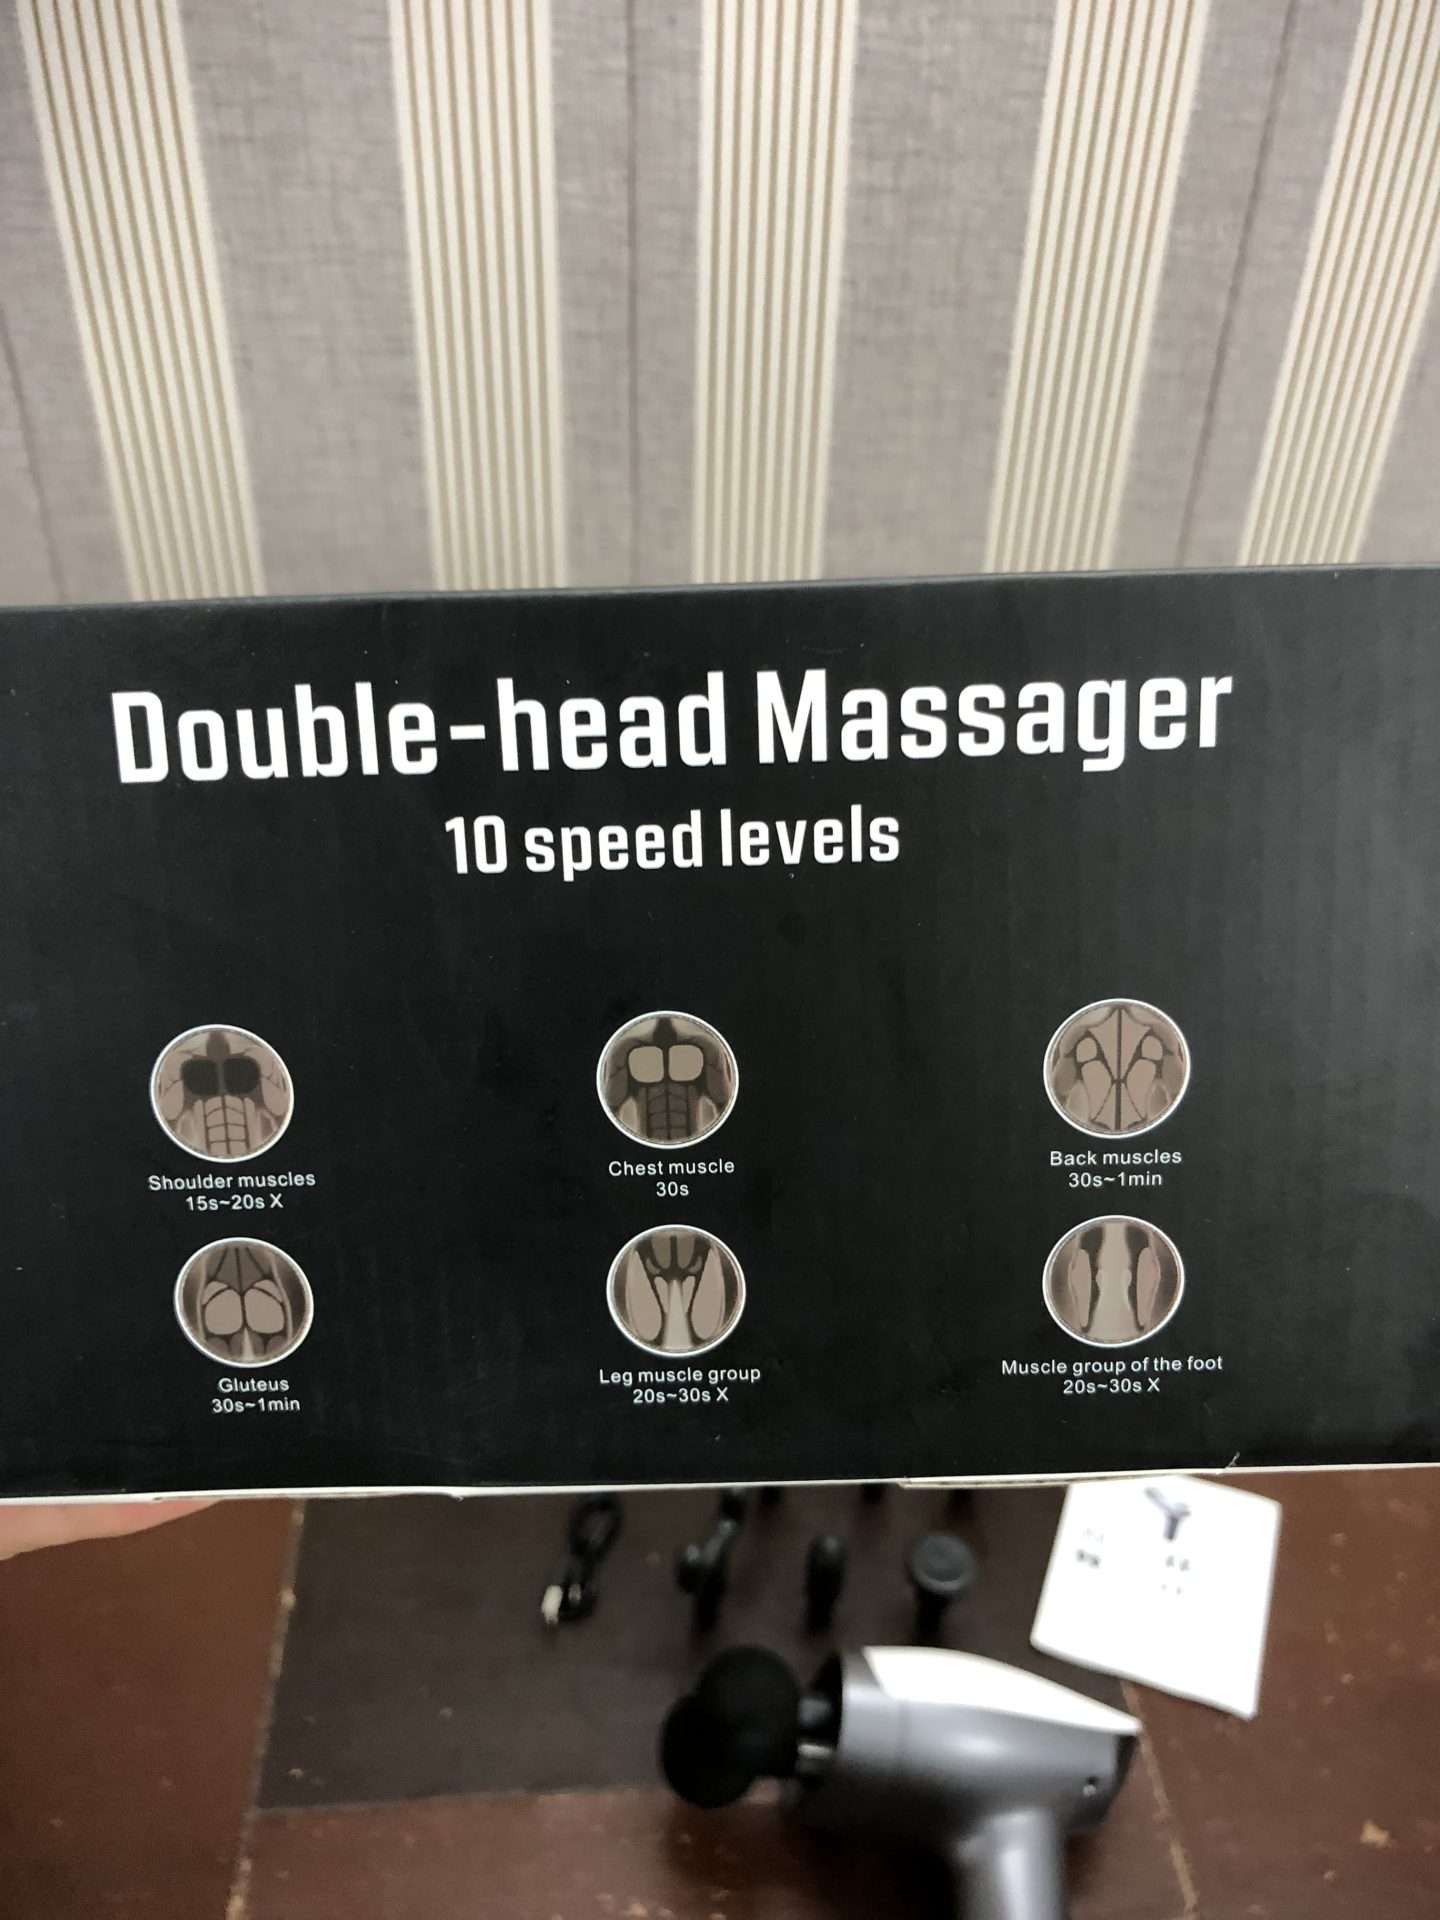 Double-head Massager
10 speed levels
Shoulder muscles
15s~20s X
Chest muscle
30s
Back muscles
30s~1min
Gluteus
30s~1min
Leg muscle group
20s~30s X
Muscle group of the foot
20s~30s X